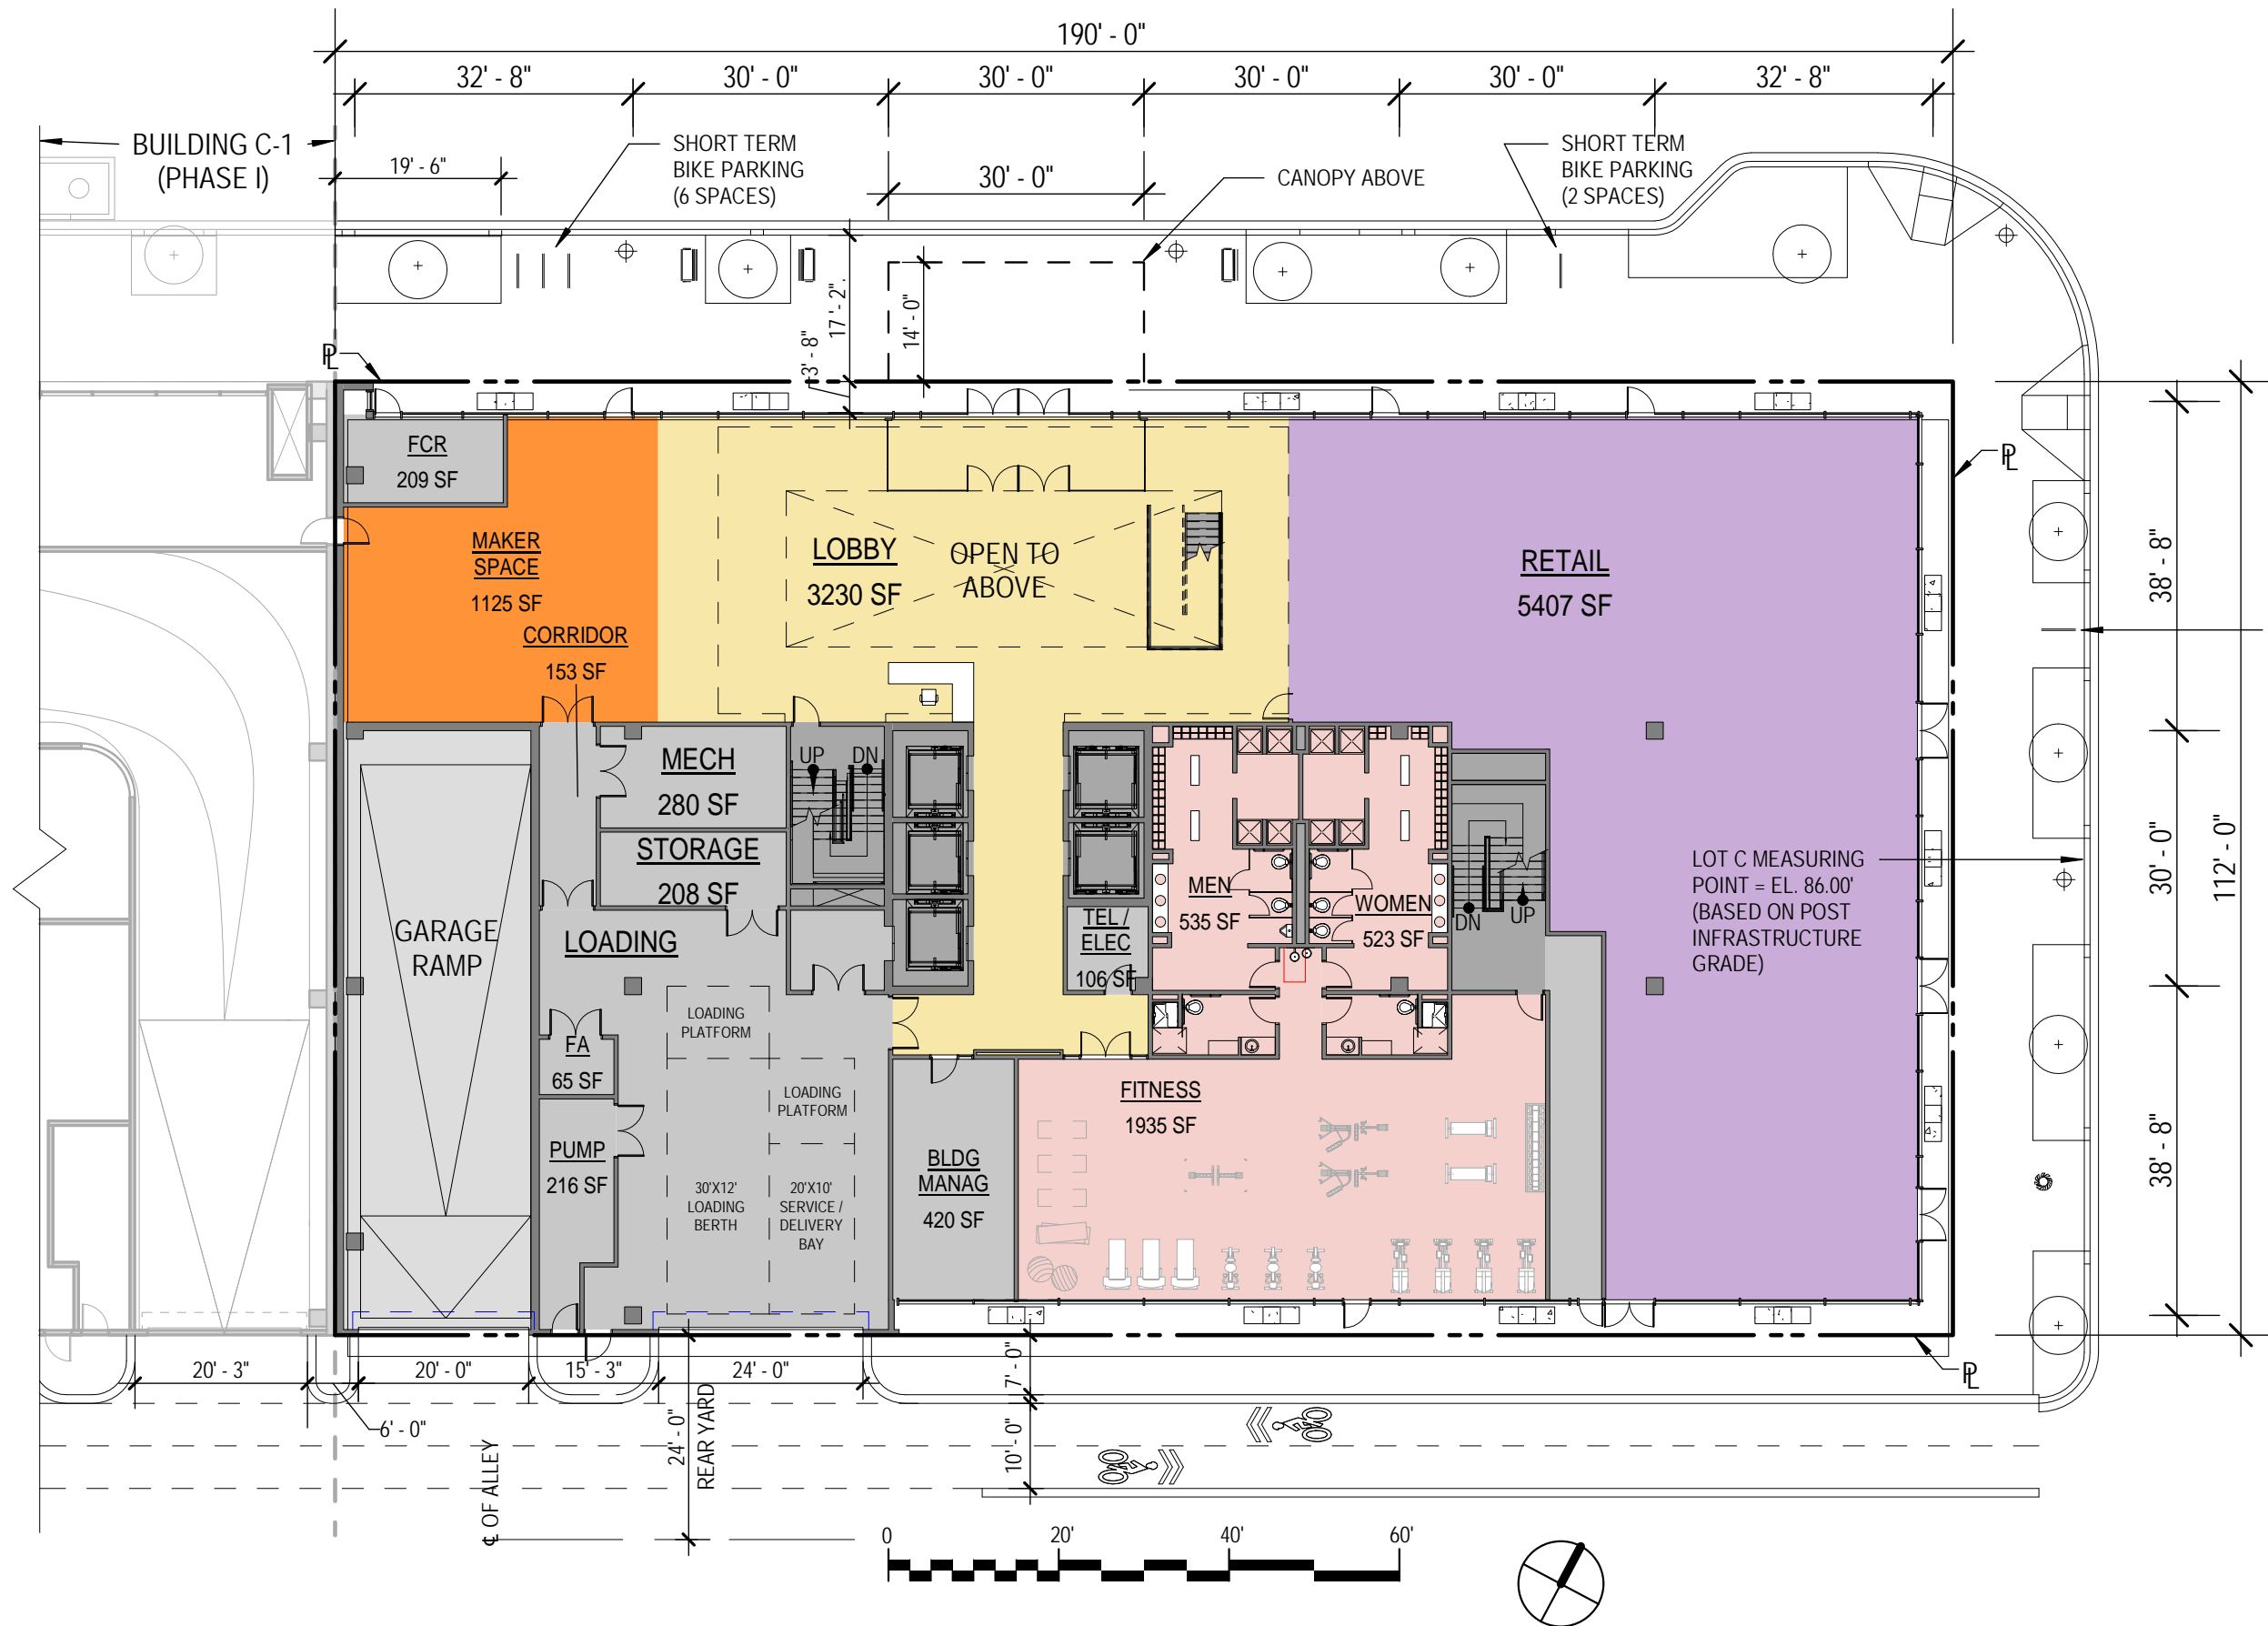 190' - 0"
32' - 8"
30' - 0"
30' - 0"
30' - 0"
30' - 0"
32' - 8"
BUILDING C-1
(PHASE I)
19' - 6"
SHORT TERM
BIKE PARKING
(6 SPACES)
30' - 0"
CANOPY ABOVE
SHORT TERM
BIKE PARKING
(2 SPACES)
3' - 8"
17' - 2"
14' - 0"
PL
FCR
209 SF
MAKER
SPACE
1125 SF
CORRIDOR
153 SF
LOBBY
3230 SF
OPEN TO
ABOVE
RETAIL
5407 SF
PL
38' - 8"
30' - 0"
38' - 8"
112' - 0"
MECH
280 SF
UP
DN
STORAGE
208 SF
GARAGE
RAMP
LOADING
TEL /
ELEC
106 SF
MEN
535 SF
WOMEN
523 SF
DN
UP
LOT C MEASURING
POINT = EL. 86.00'
(BASED ON POST
INFRASTRUCTURE
GRADE)
LOADING
PLATFORM
FA
65 SF
LOADING
PLATFORM
PUMP
216 SF
30'X12'
LOADING
BERTH
20'X10'
SERVICE /
DELIVERY
BAY
BLDG
MANAG
420 SF
FITNESS
1935 SF
PL
20' - 3"
20' - 0"
15' - 3"
24' - 0"
6' - 0"
7' - 0"
10' - 0"
24' - 0"
REAR YARD
℄ OF ALLEY
0
20'
40'
60'